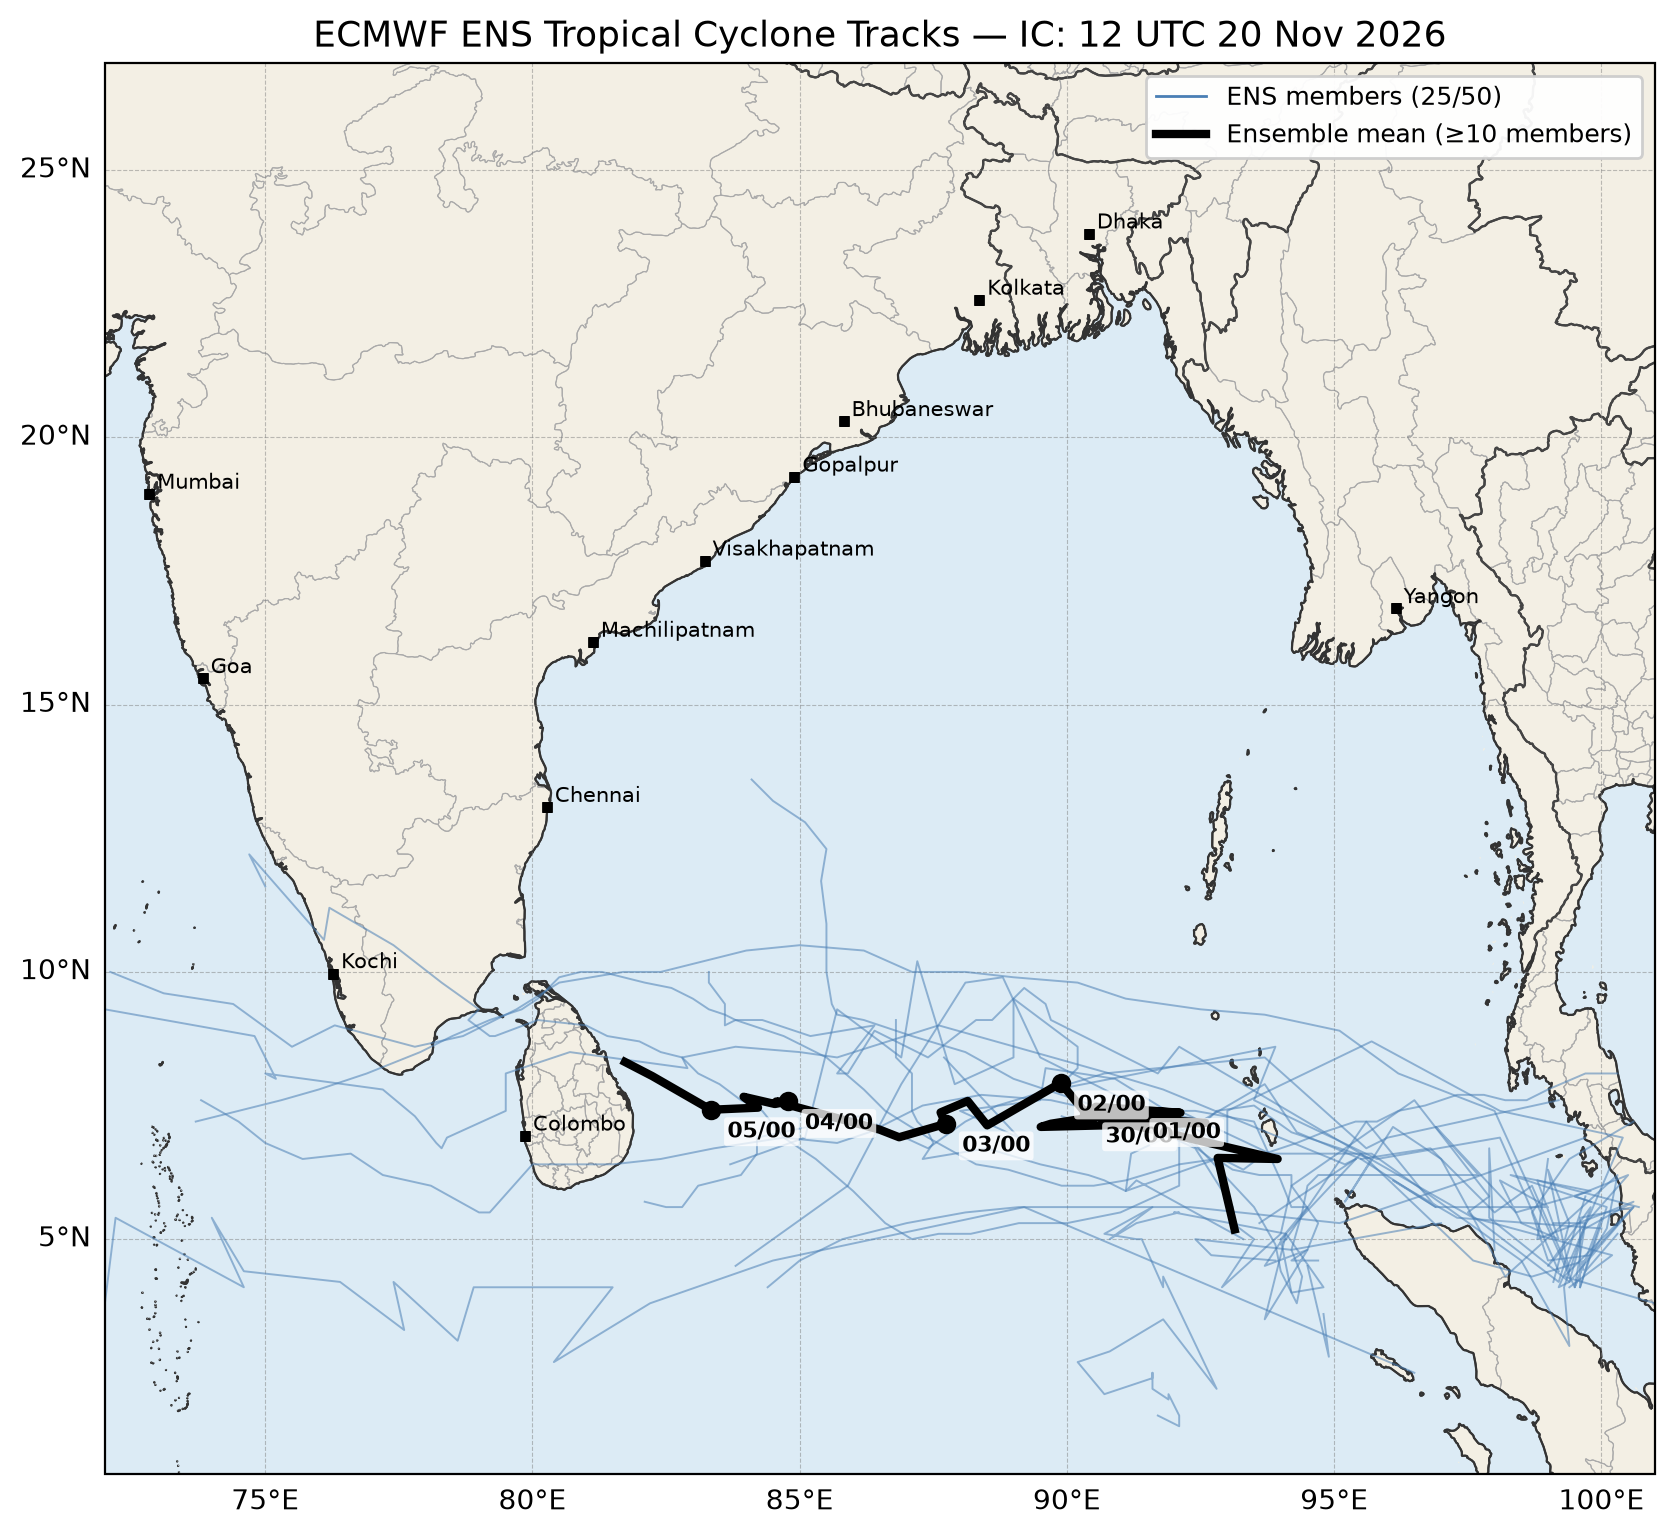 ECMWF ENS Tropical Cyclone Tracks — IC: 12 UTC 20 Nov 2026
ENS members (25/50)
Ensemble mean (≥10 members)
25°N
20°N
15°N
10°N
5°N
Dhaka
Kolkata
Bhubaneswar
Gopalpur
Mumbai
Visakhapatnam
Yangon
Machilipatnam
Goa
Chennai
Kochi
Colombo
02/00
04/00
05/00
30/00
01/00
03/00
75°E
80°E
85°E
90°E
95°E
100°E